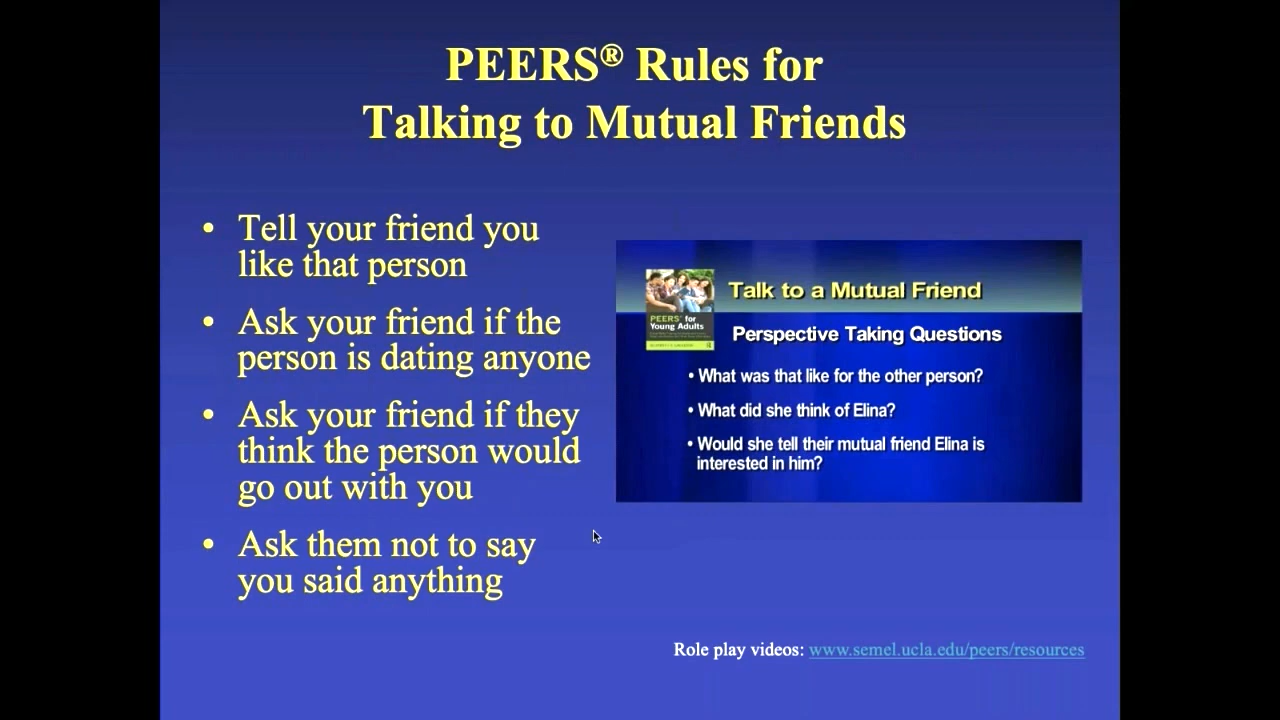 PEERS® Rules for
Talking to Mutual Friends
• Tell your friend you
like that person
• Ask your friend if the
person is dating anyone
• Ask your friend if they
think the person would
go out with you
• Ask them not to say
you said anything
PEERS® for
Young Adults
Talk to a Mutual Friend
Perspective Taking Questions
• What was that like for the other person?
• What did she think of Elina?
• Would she tell their mutual friend Elina is
interested in him?
Role play videos: www.semel.ucla.edu/peers/resources